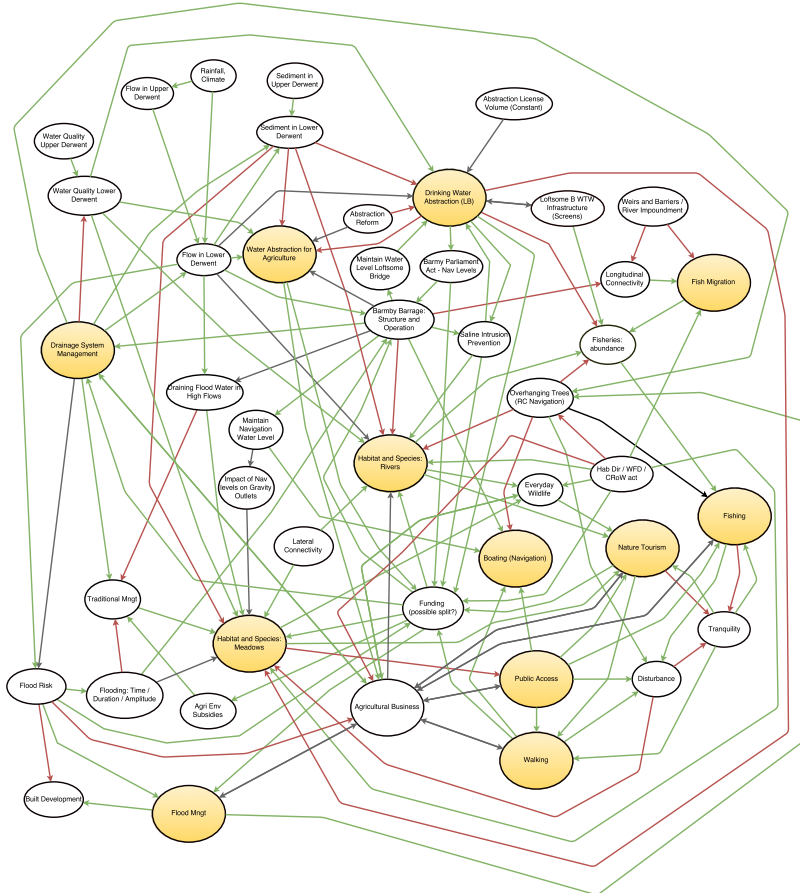 Rainfall,
Climate
Flow in Upper
Derwent
Sediment in
Upper Derwent
Abstraction License
Volume (Constant)
Water Quality
Upper Derwent
Sediment in Lower
Derwent
Water Quality Lower
Derwent
Drinking Water
Abstraction (LB)
Loftsome B WTW
Infrastructure
(Screens)
Weirs and Barriers /
River Impoundment
Abstraction
Reform
Flow in Lower
Derwent
Water Abstraction for
Agriculture
Maintain Water
Level Loftsome
Bridge
Barmy Parliament
Act - Nav Levels
Longitudinal
Connectivity
Fish Migration
Barmby Barrage:
Structure and
Operation
Saline Intrusion
Prevention
Fisheries:
abundance
Drainage System
Management
Draining Flood Water in
High Flows
Overhanging Trees
(RC Navigation)
Maintain
Navigation
Water Level
Habitat and Species:
Rivers
Hab Dir / WFD /
CRoW act
Impact of Nav
levels on Gravity
Outlets
Everyday
Wildlife
Fishing
Lateral
Connectivity
Boating (Navigation)
Nature Tourism
Traditional Mngt
Funding
(possible split?)
Tranquility
Habitat and Species:
Meadows
Flood Risk
Flooding: Time /
Duration / Amplitude
Agri Env
Subsidies
Agricultural Business
Public Access
Disturbance
Walking
Built Development
Flood Mngt